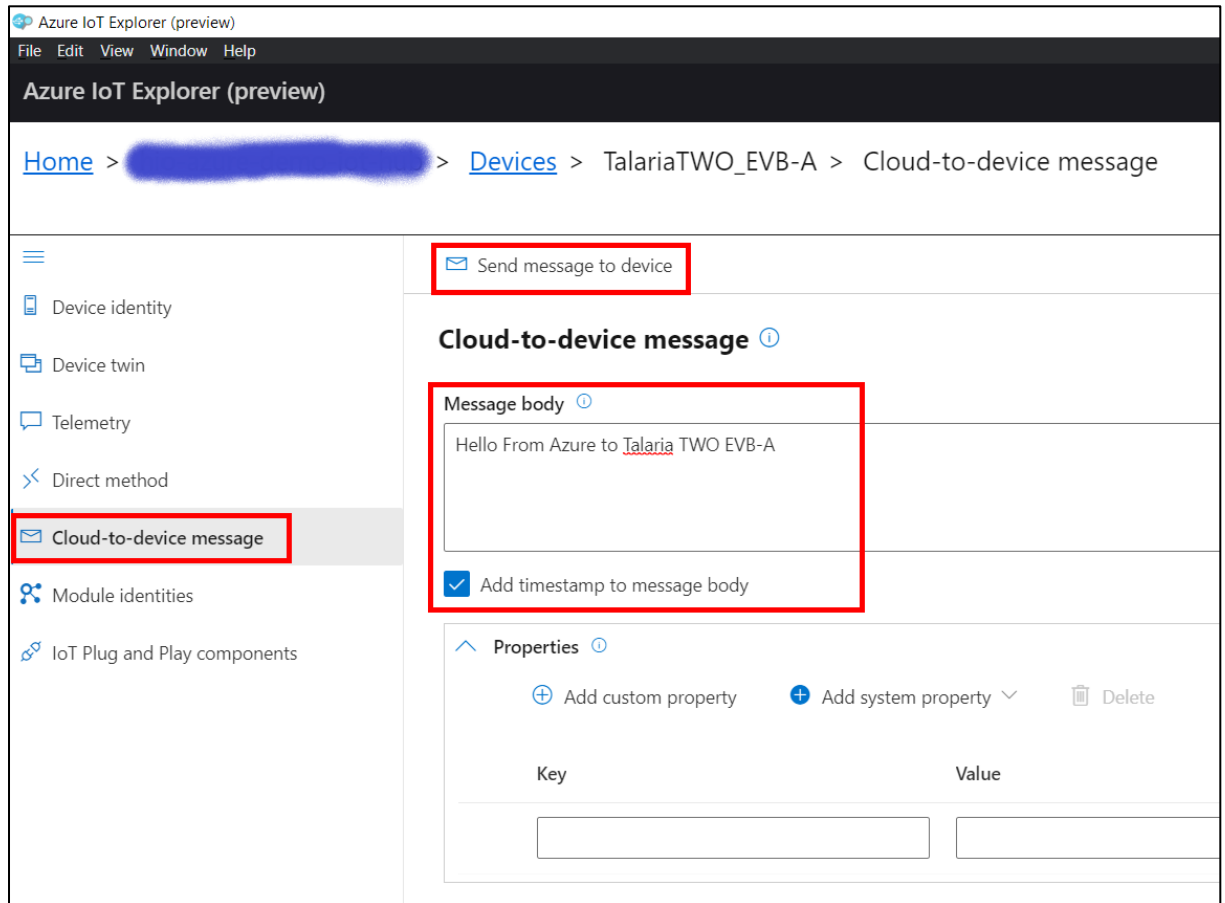 Azure IoT Explorer (preview)
File Edit View Window Help
Azure IoT Explorer (preview)
Home > > Devices > TalariaTWO_EVB-A > Cloud-to-device message
Send message to device
Device identity
Cloud-to-device message
Device twin
Message body
Telemetry
Hello From Azure to Talaria TWO EVB-A
Direct method
Cloud-to-device message
Add timestamp to message body
Module identities
IoT Plug and Play components
Properties
Add custom property Add system property Delete
Key Value